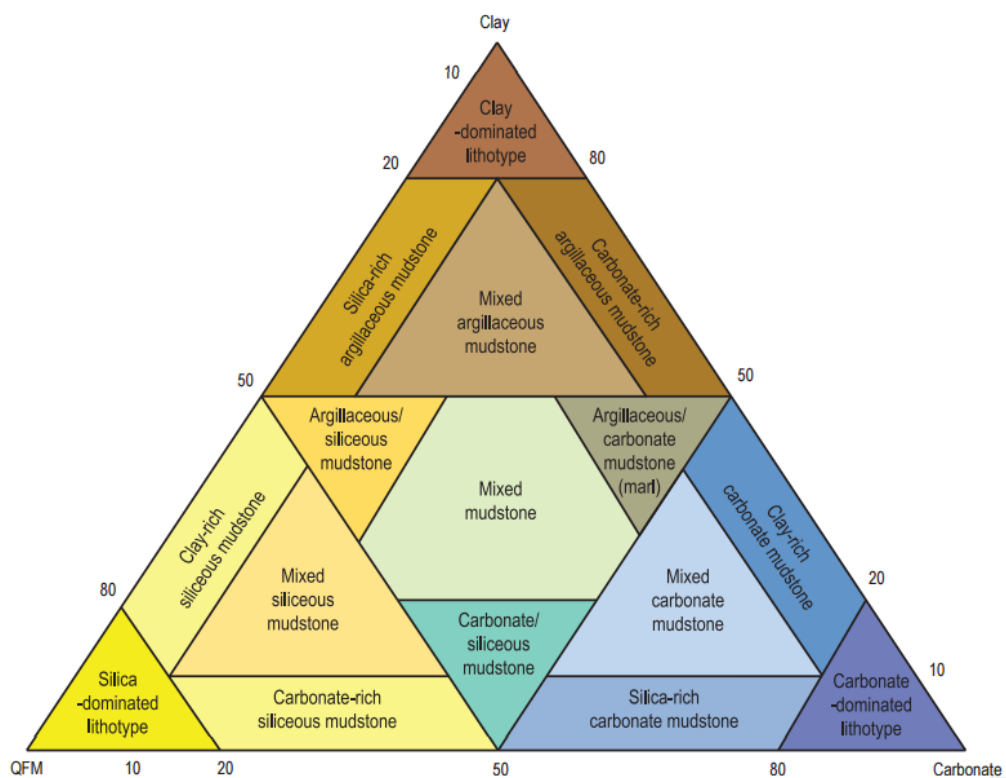 Clay
10
Clay
-dominated
lithotype
20
80
Silica-rich
argillaceous mudstone
Carbonate-rich
argillaceous mudstone
Mixed
argillaceous
mudstone
50
50
Argillaceous/
siliceous
mudstone
Argillaceous/
carbonate
mudstone
(marl)
Mixed
mudstone
Clay-rich
siliceous mudstone
Clay-rich
carbonate mudstone
80
20
Mixed
siliceous
mudstone
Mixed
carbonate
mudstone
Carbonate/
siliceous
mudstone
Silica
-dominated
lithotype
Carbonate-rich
siliceous mudstone
Silica-rich
carbonate mudstone
Carbonate
-dominated
lithotype
10
QFM
10
20
50
80
Carbonate